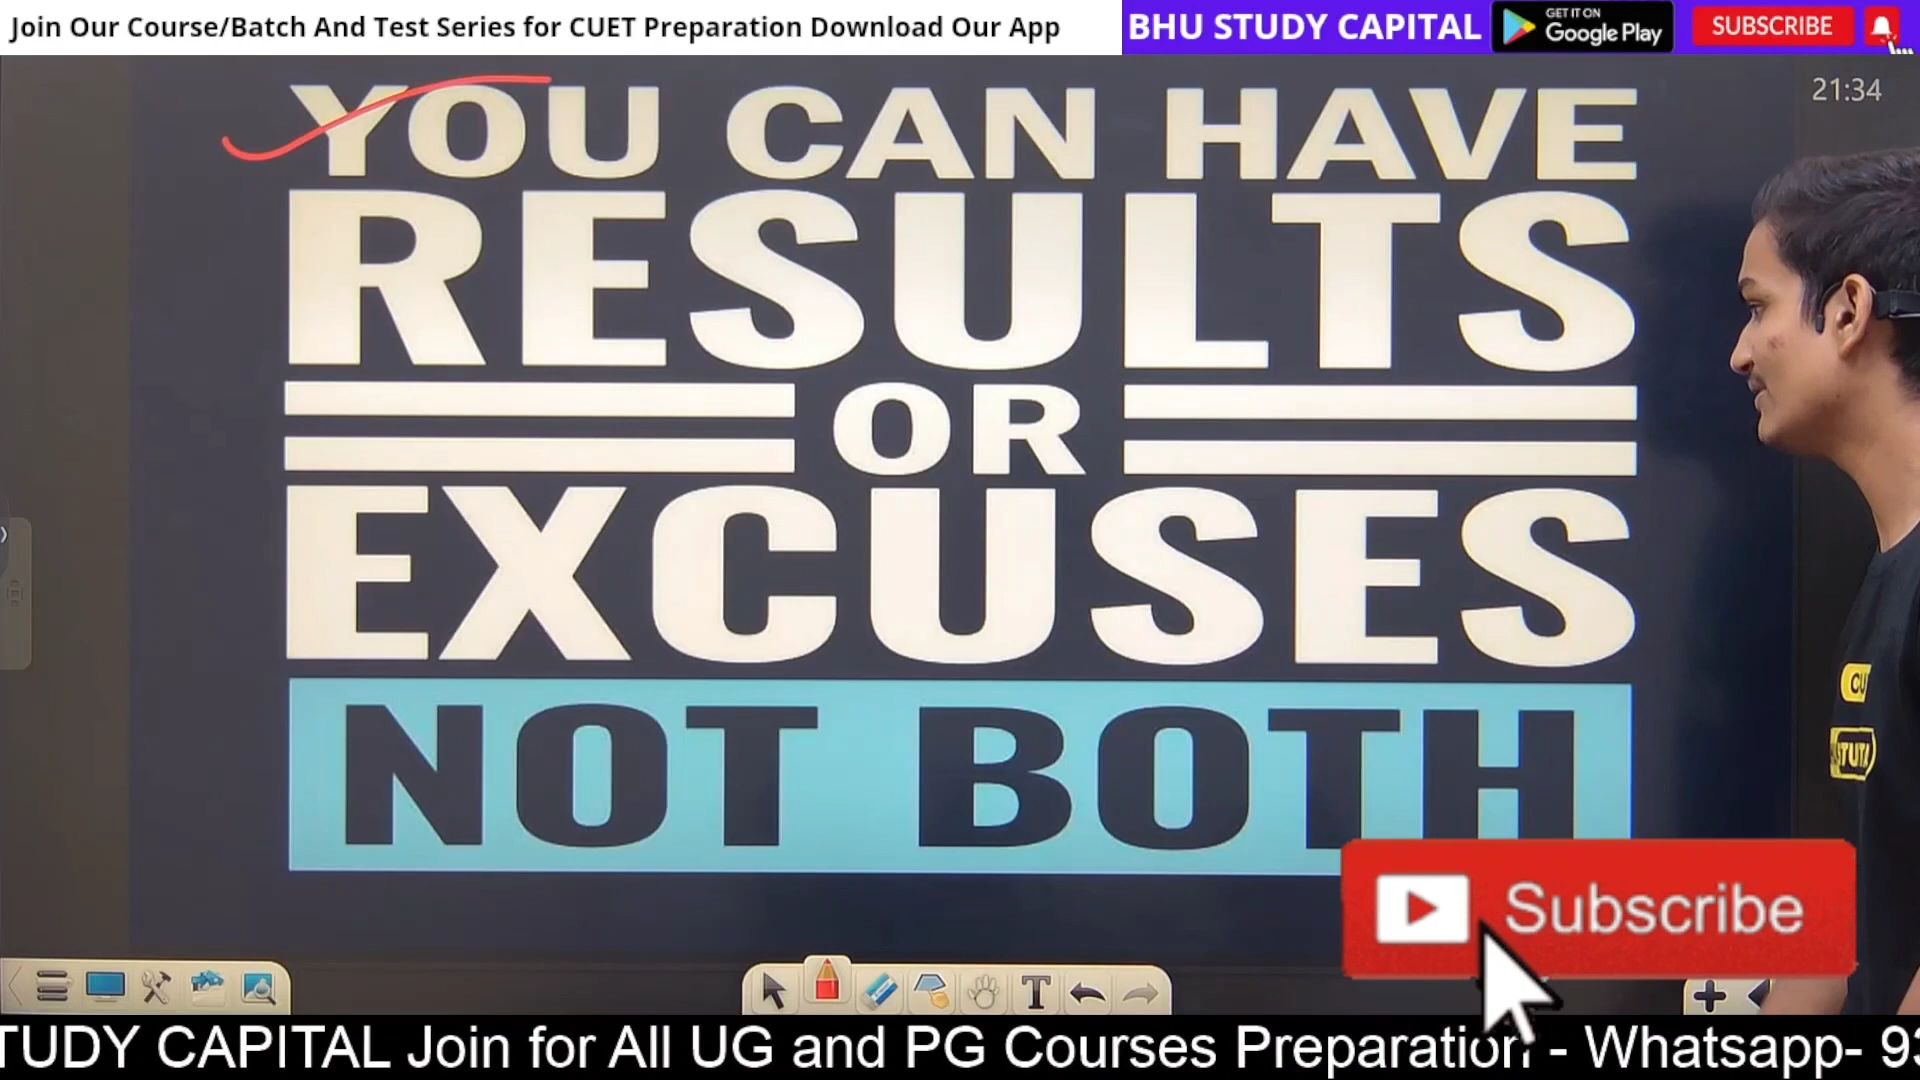 Join Our Course/Batch And Test Series for CUET Preparation Download Our App
BHU STUDY CAPITAL
GET IT ON
Google Play
SUBSCRIBE
21:34
YOU CAN HAVE
RESULTS
OR
EXCUSES
NOT BOTH
CU
Subscribe
T
TUDY CAPITAL Join for All UG and PG Courses Preparation - Whatsapp- 93